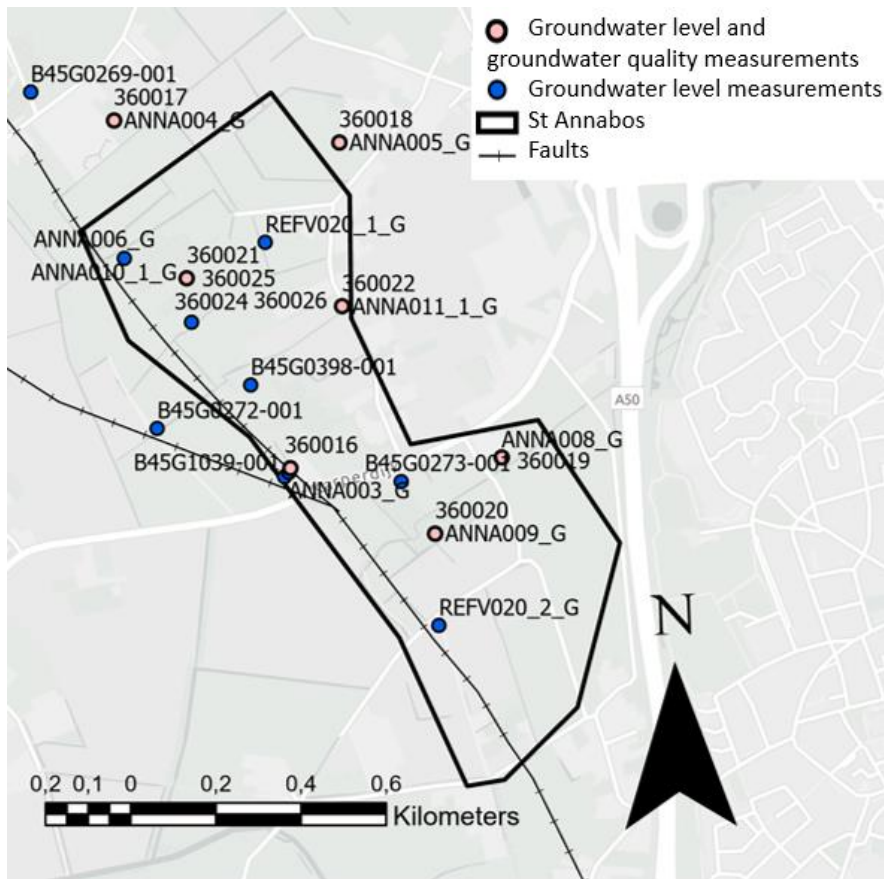 Groundwater level and
groundwater quality measurements
Groundwater level measurements
St Annabos
Faults
B45G0269-001
360017
ANNA004_G
360018
ANNA005_G
REFV020_1_G
ANNA006_G
360021
ANNA010_1_G 360025
360024 360026
360022
ANNA011_1_G
A50
B45G0398-001
B45G0272-001
360016
ANNA008_G
B45G1039-001
B45G0273-001 360019
ANNA003_G
360020
ANNA009_G
REFV020_2_G
N
0,2 0,1 0 0,2 0,4 0,6
Kilometers